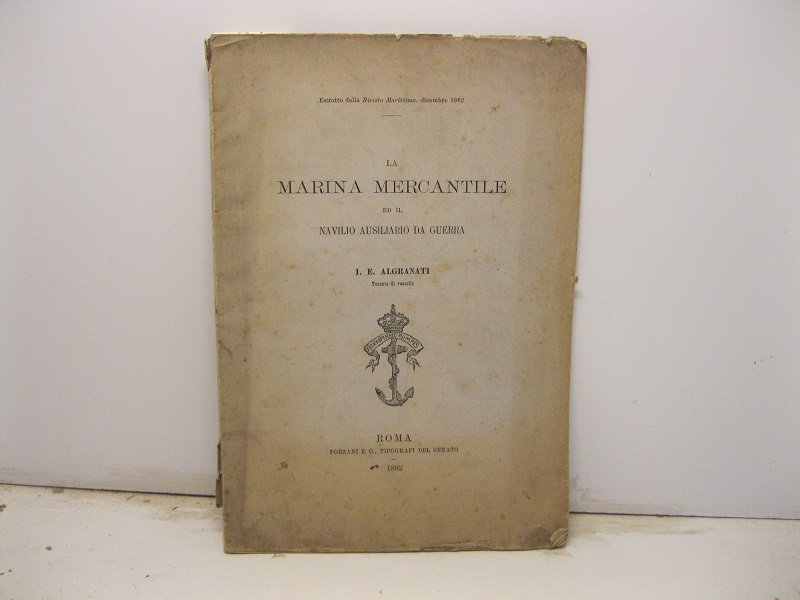 Estratto dalla Rivista Marittima, dicembre 1882
LA
MARINA MERCANTILE
ED IL
NAVILIO AUSILIARIO DA GUERRA
I. E. ALGRANATI
Tenente di vascello
ROMA
FORZANI E C., TIPOGRAFI DEL SENATO
1882